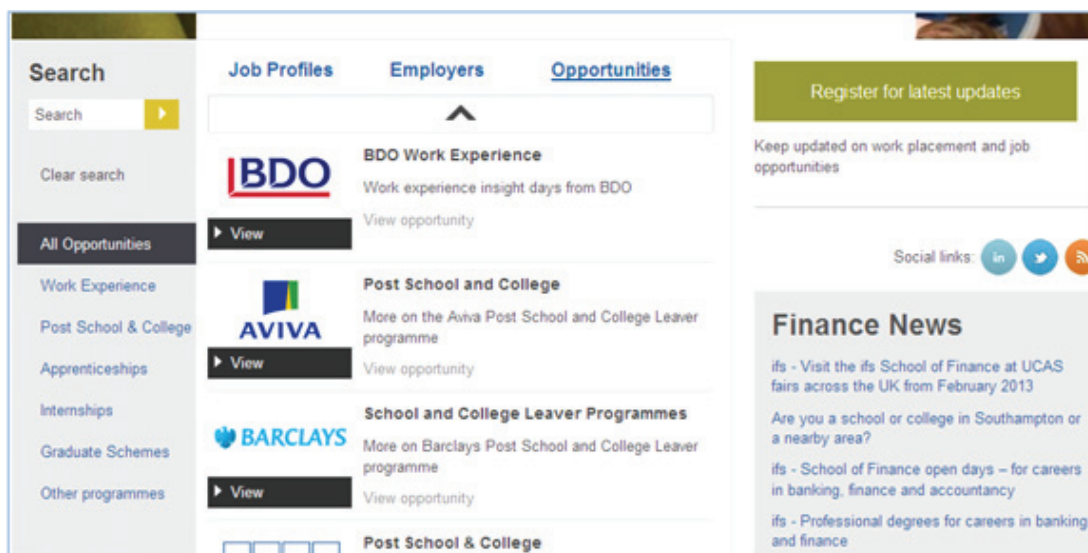 Search
Search
Clear search
All Opportunities
Work Experience
Post School & College
Apprenticeships
Internships
Graduate Schemes
Other programmes
Job Profiles
Employers
Opportunities
BDO
View
BDO Work Experience
Work experience insight days from BDO
View opportunity
AVIVA
View
Post School and College
More on the Aviva Post School and College Leaver
programme
View opportunity
BARCLAYS
View
School and College Leaver Programmes
More on Barclays Post School and College Leaver
programme
View opportunity
Post School & College
Register for latest updates
Keep updated on work placement and job
opportunities
Social links:
in
Finance News
ifs - Visit the ifs School of Finance at UCAS
fairs across the UK from February 2013
Are you a school or college in Southampton or
a nearby area?
ifs - School of Finance open days – for careers
in banking, finance and accountancy
ifs - Professional degrees for careers in banking
and finance